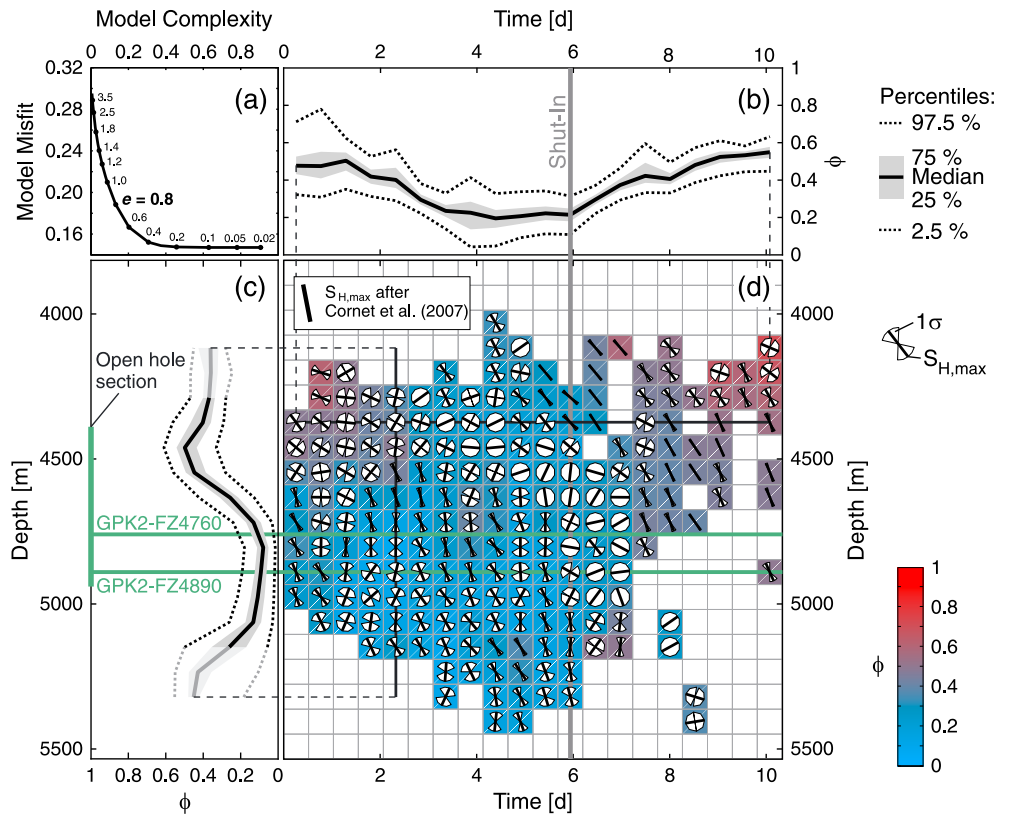 Model Complexity
Time [d]
0 0.2 0.4 0.6 0.8
0 2 4 6 8 10
0.32
0.28
0.24
0.20
0.16
Model Misfit
(a)
3.5
2.5
1.8
1.4
1.2
1.0
e = 0.8
0.6
0.4
0.2
0.1
0.05
0.02
(b)
Shut-In
1
0.8
0.6
0.4
0.2
0
ϕ
Percentiles:
97.5 %
75 %
Median
25 %
2.5 %
(c)
Open hole
section
4000
4500
5000
5500
Depth [m]
GPK2-FZ4760
GPK2-FZ4890
1 0.8 0.6 0.4 0.2 0
ϕ
(d)
S_H,max after
Cornet et al. (2007)
4000
4500
5000
5500
Depth [m]
2 4 6 8 10
Time [d]
1σ
S_H,max
ϕ
1
0.8
0.6
0.4
0.2
0